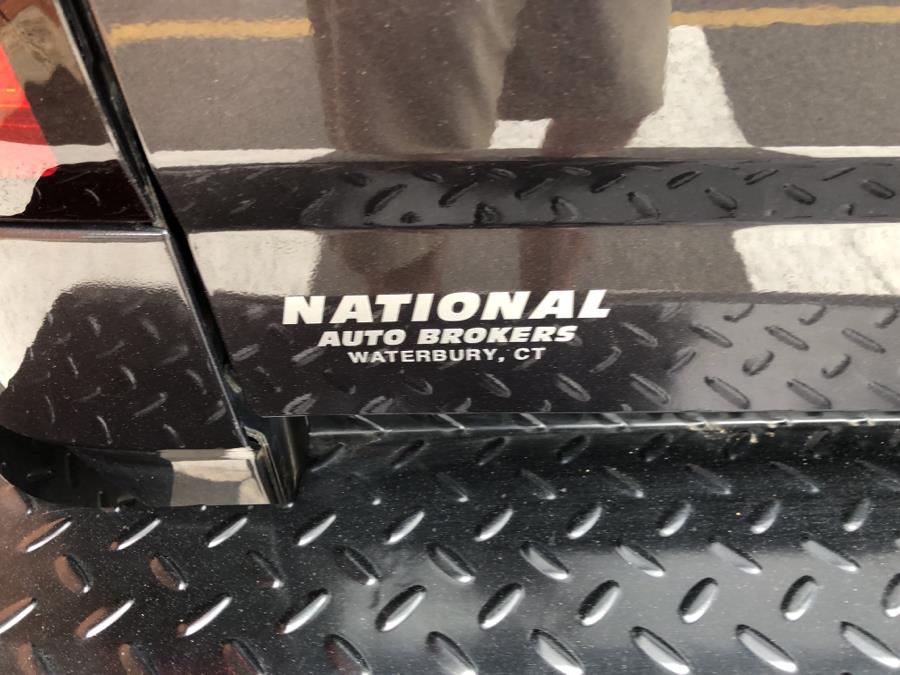 NATIONAL
AUTO BROKERS
WATERBURY, CT